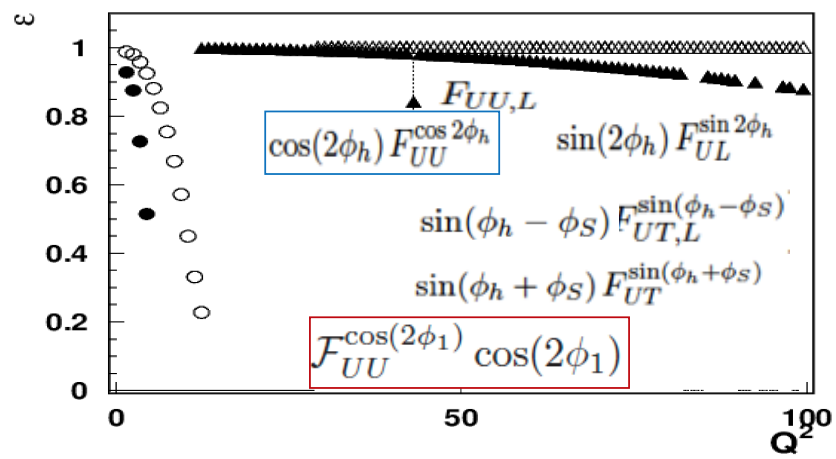 ε
1
0.8
0.6
0.4
0.2
0
F_{UU,L}
cos(2ϕ_h) F_{UU}^{cos 2ϕ_h}
sin(2ϕ_h) F_{UL}^{sin 2ϕ_h}
sin(ϕ_h − ϕ_S) F_{UT,L}^{sin(ϕ_h−ϕ_S)}
sin(ϕ_h + ϕ_S) F_{UT}^{sin(ϕ_h+ϕ_S)}
ℱ_{UU}^{cos(2ϕ_1)} cos(2ϕ_1)
0 50 100
Q²